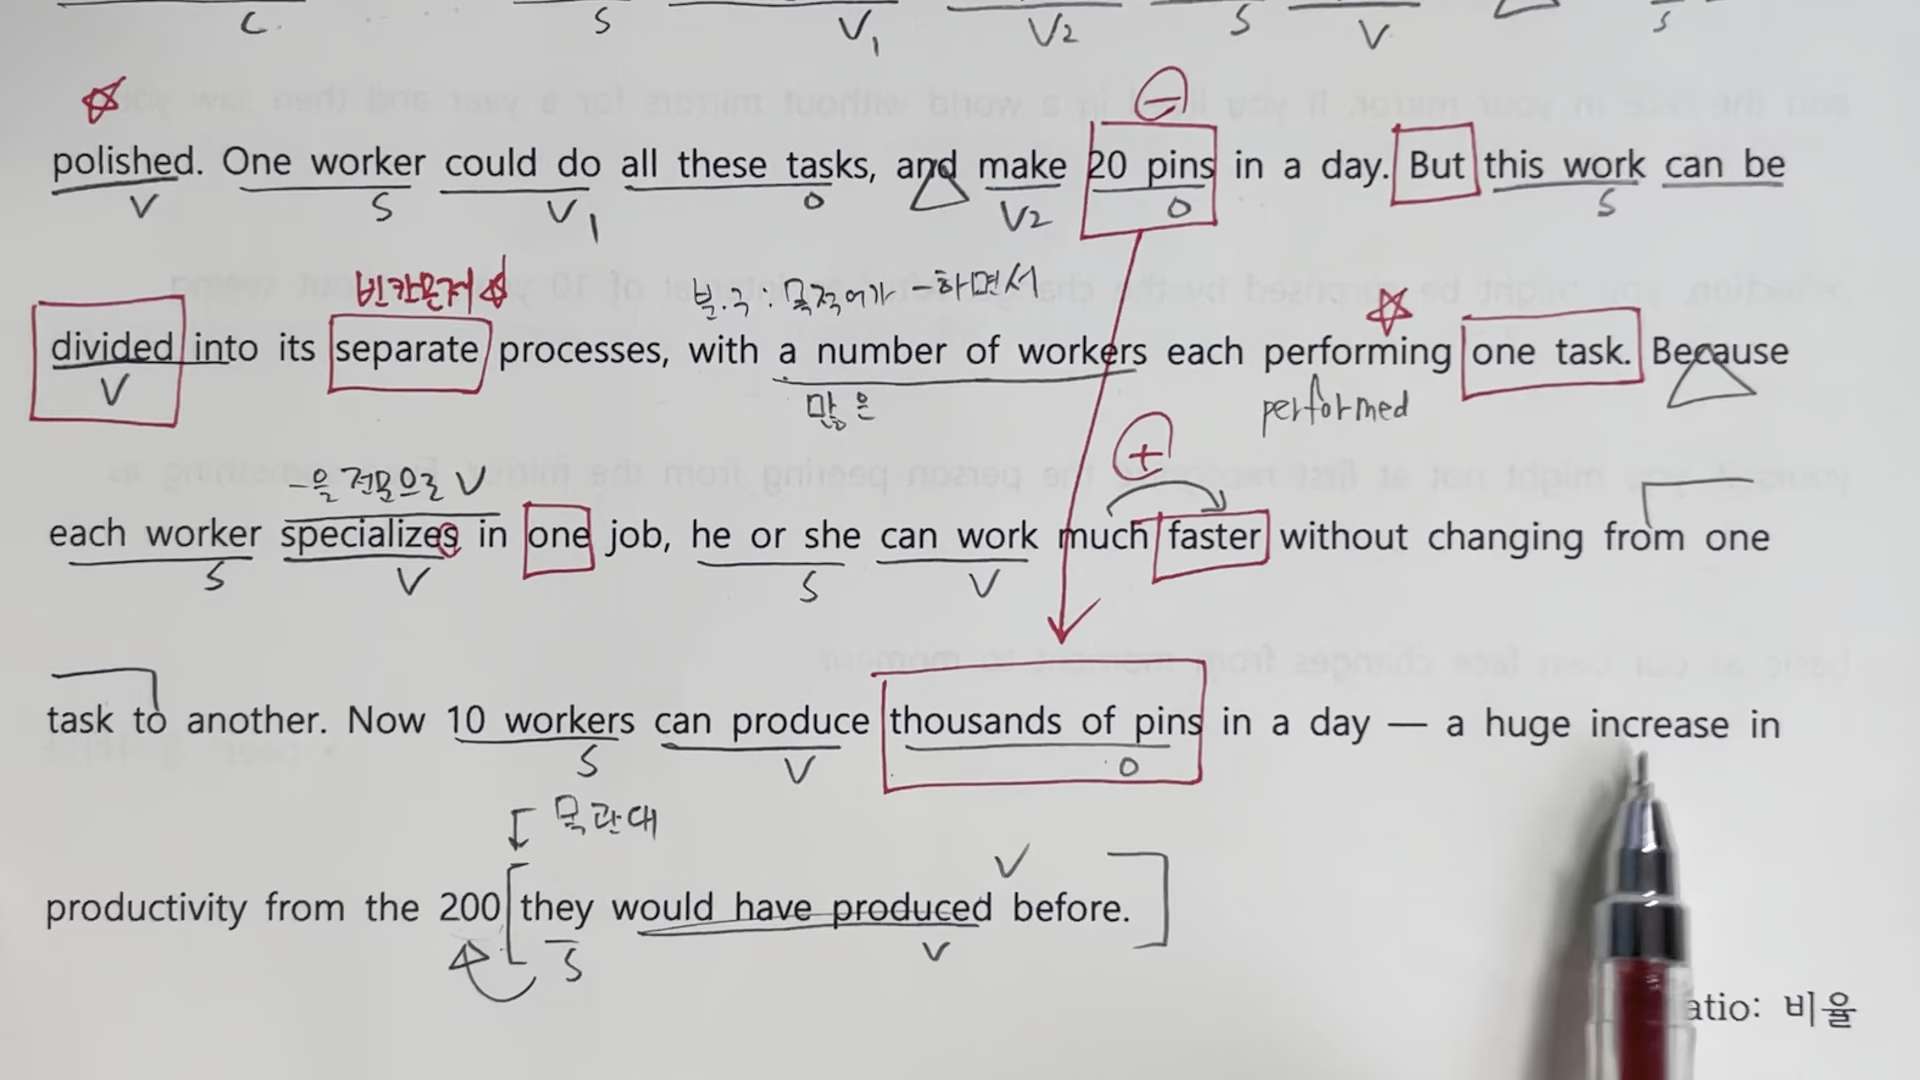 C S V1 V2 S V S
polished. One worker could do all these tasks, and make 20 pins in a day. But this work can be
V S V1 O V2 O S
빈칸문제 분.구: 목적어가 -하면서
divided into its separate processes, with a number of workers each performing one task. Because
V 많은 performed
-을 전문으로 V +
each worker specializes in one job, he or she can work much faster without changing from one
S V S V
task to another. Now 10 workers can produce thousands of pins in a day — a huge increase in
S V O
목관대 V
productivity from the 200 they would have produced before.
S V
atio: 비율